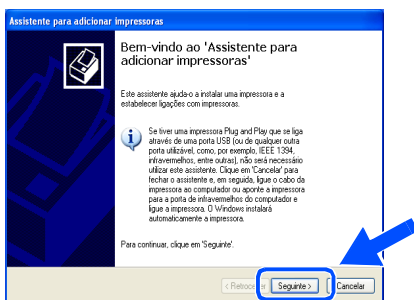 Assistente para adicionar impressoras
Bem-vindo ao 'Assistente para
adicionar impressoras'
Este assistente ajuda-o a instalar uma impressora e a
estabelecer ligações com impressoras.
Se tiver uma impressora Plug and Play que se liga
através de uma porta USB (ou de qualquer outra
porta utilizável, como, por exemplo, IEEE 1394,
infravermelhos, entre outras), não será necessário
utilizar este assistente. Clique em 'Cancelar' para
fechar o assistente e, em seguida, ligue o cabo da
impressora ao computador ou aponte a impressora
para a porta de infravermelhos do computador e
ligue a impressora. O Windows instalará
automaticamente a impressora.
Para continuar, clique em 'Seguinte'.
< Retroceder Seguinte > Cancelar